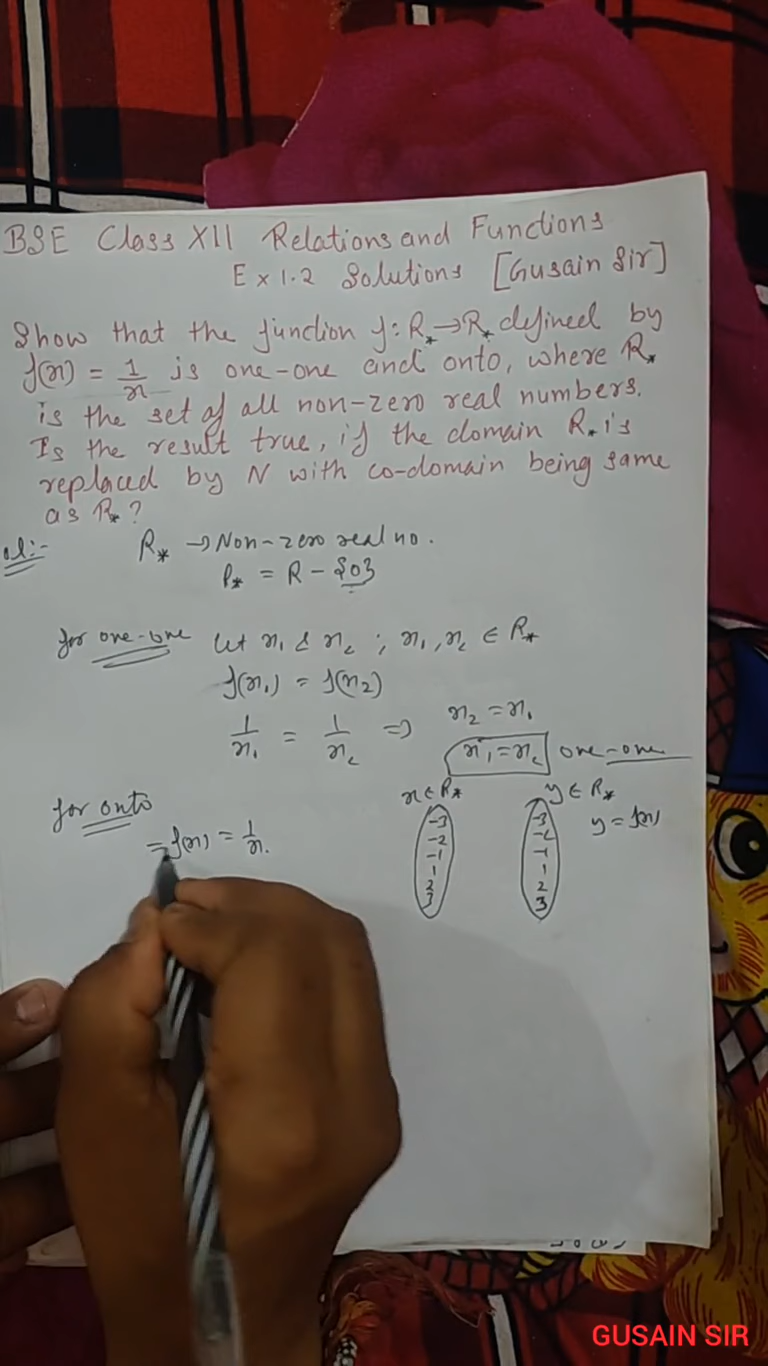 BSE Class XII Relations and Functions
Ex 1.2 Solutions [Gusain Sir]
Show that the function f: R* → R* defined by
f(x) = 1/x is one-one and onto, where R*
is the set of all non-zero real numbers.
Is the result true, if the domain R* is
replaced by N with co-domain being same
as R*?
ol:- R* → Non-zero real no.
R* = R - {0}
for one-one Let x₁ & x₂ ; x₁, x₂ ∈ R*
f(x₁) = f(x₂)
1/x₁ = 1/x₂ ⇒ x₂ = x₁
x₁ = x₂ one-one
for onto x ∈ R* y ∈ R*
= f(x) = 1/x. y = f(x)
-3 -3
-2 -2
-1 -1
1 1
2 2
3 3
GUSAIN SIR